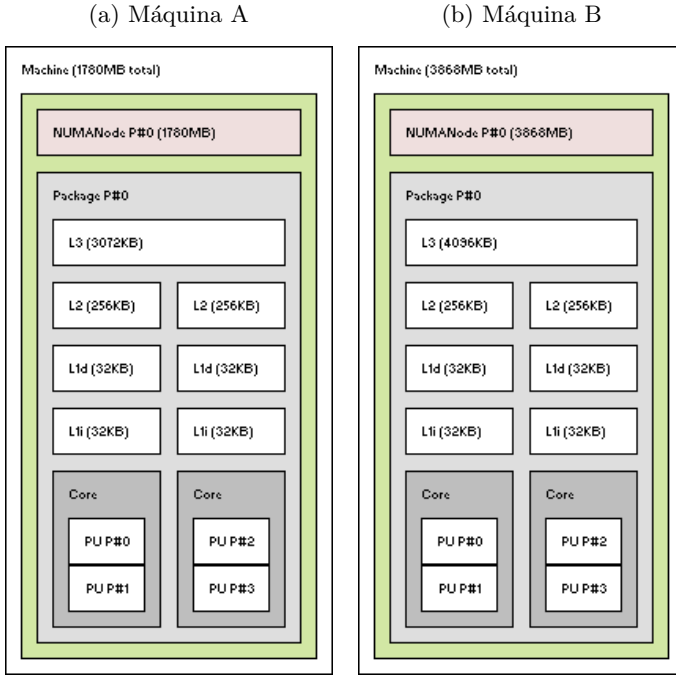 (a) Máquina A
Machine (1780MB total)
NUMANode P#0 (1780MB)
Package P#0
L3 (3072KB)
L2 (256KB) L2 (256KB)
L1d (32KB) L1d (32KB)
L1i (32KB) L1i (32KB)
Core Core
PU P#0 PU P#2
PU P#1 PU P#3
(b) Máquina B
Machine (3868MB total)
NUMANode P#0 (3868MB)
Package P#0
L3 (4096KB)
L2 (256KB) L2 (256KB)
L1d (32KB) L1d (32KB)
L1i (32KB) L1i (32KB)
Core Core
PU P#0 PU P#2
PU P#1 PU P#3